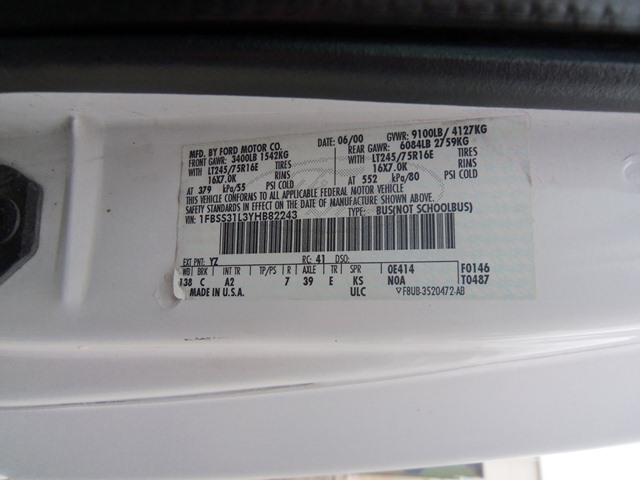 MFD. BY FORD MOTOR CO.
06/00 GVWR: 9100LB/ 4127KG
FRONT GAWR: 3400LB 1542KG
REAR GAWR: 6084LB 2759KG
LT245/75R16E TIRES
LT245/75R16E TIRES
16X7.0K RINS
16X7.0K RINS
AT 379 kPa/55 PSI COLD
AT 552 kPa/80 PSI COLD
THIS VEHICLE CONFORMS TO ALL APPLICABLE FEDERAL MOTOR VEHICLE
SAFETY STANDARDS IN EFFECT ON THE DATE OF MANUFACTURE SHOWN ABOVE
VIN: 1FBSS31L3YHB82243
TYPE: BUS(NOT SCHOOLBUS)
EXT PNT: YZ RC: 41 DSO:
WB BRK INT TR TP/PS R AXLE TR SPR 0E414 F0146
138 C A2 7 39 E KS N0A T0487
MADE IN U.S.A. ULC F8UB-3520472-AB